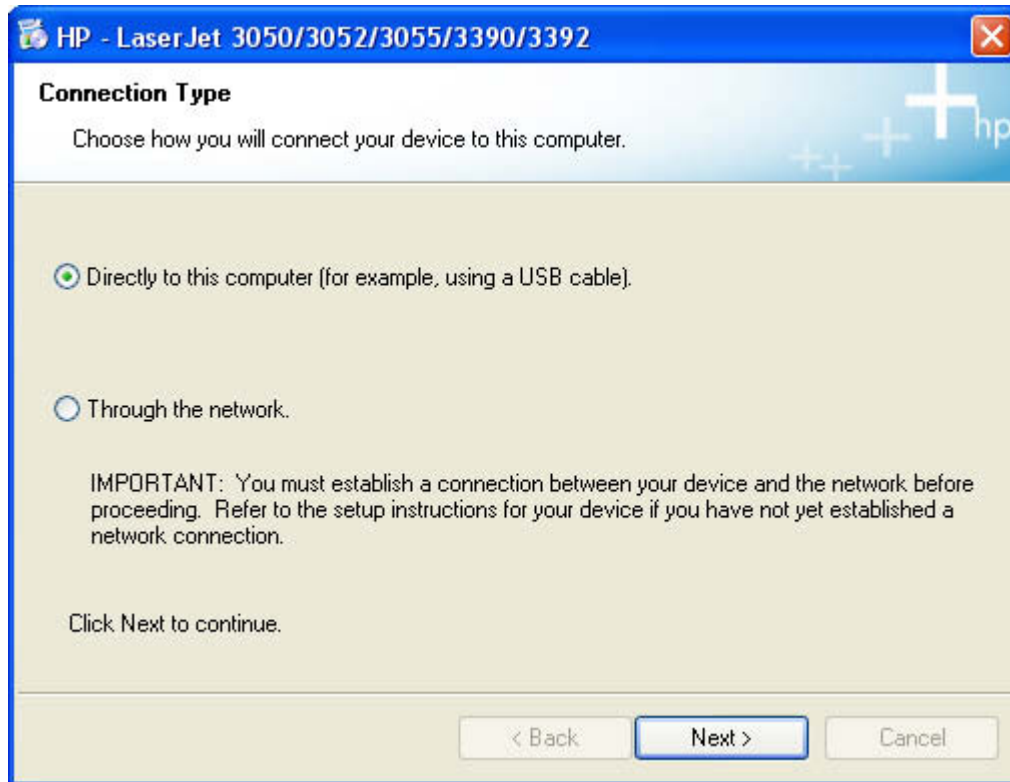 HP - LaserJet 3050/3052/3055/3390/3392
Connection Type
Choose how you will connect your device to this computer.
hp
Directly to this computer (for example, using a USB cable).
Through the network.
IMPORTANT:  You must establish a connection between your device and the network before
proceeding.  Refer to the setup instructions for your device if you have not yet established a
network connection.
Click Next to continue.
< Back
Next >
Cancel